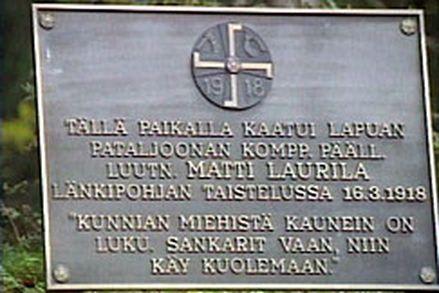 19 18
TÄLLÄ PAIKALLA KAATUI LAPUAN
PATALJOONAN KOMPP. PÄÄLL.
LUUTN. MATTI LAURILA
LÄNKIPOHJAN TAISTELUSSA 16.3.1918
"KUNNIAN MIEHISTÄ KAUNEIN ON
LUKU, SANKARIT VAAN, NIIN
KÄY KUOLEMAAN."